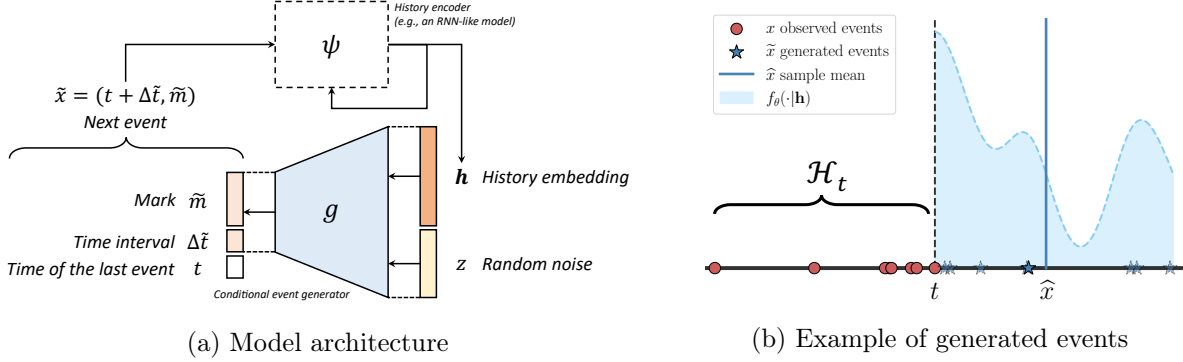 History encoder
(e.g., an RNN-like model)
ψ
x̃ = (t + Δt̃, m̃)
Next event
Mark m̃
Time interval Δt̃
Time of the last event t
g
h History embedding
z Random noise
Conditional event generator
(a) Model architecture
x observed events
x̃ generated events
x̂ sample mean
f_θ(·|h)
ℋ_t
t
x̂
(b) Example of generated events